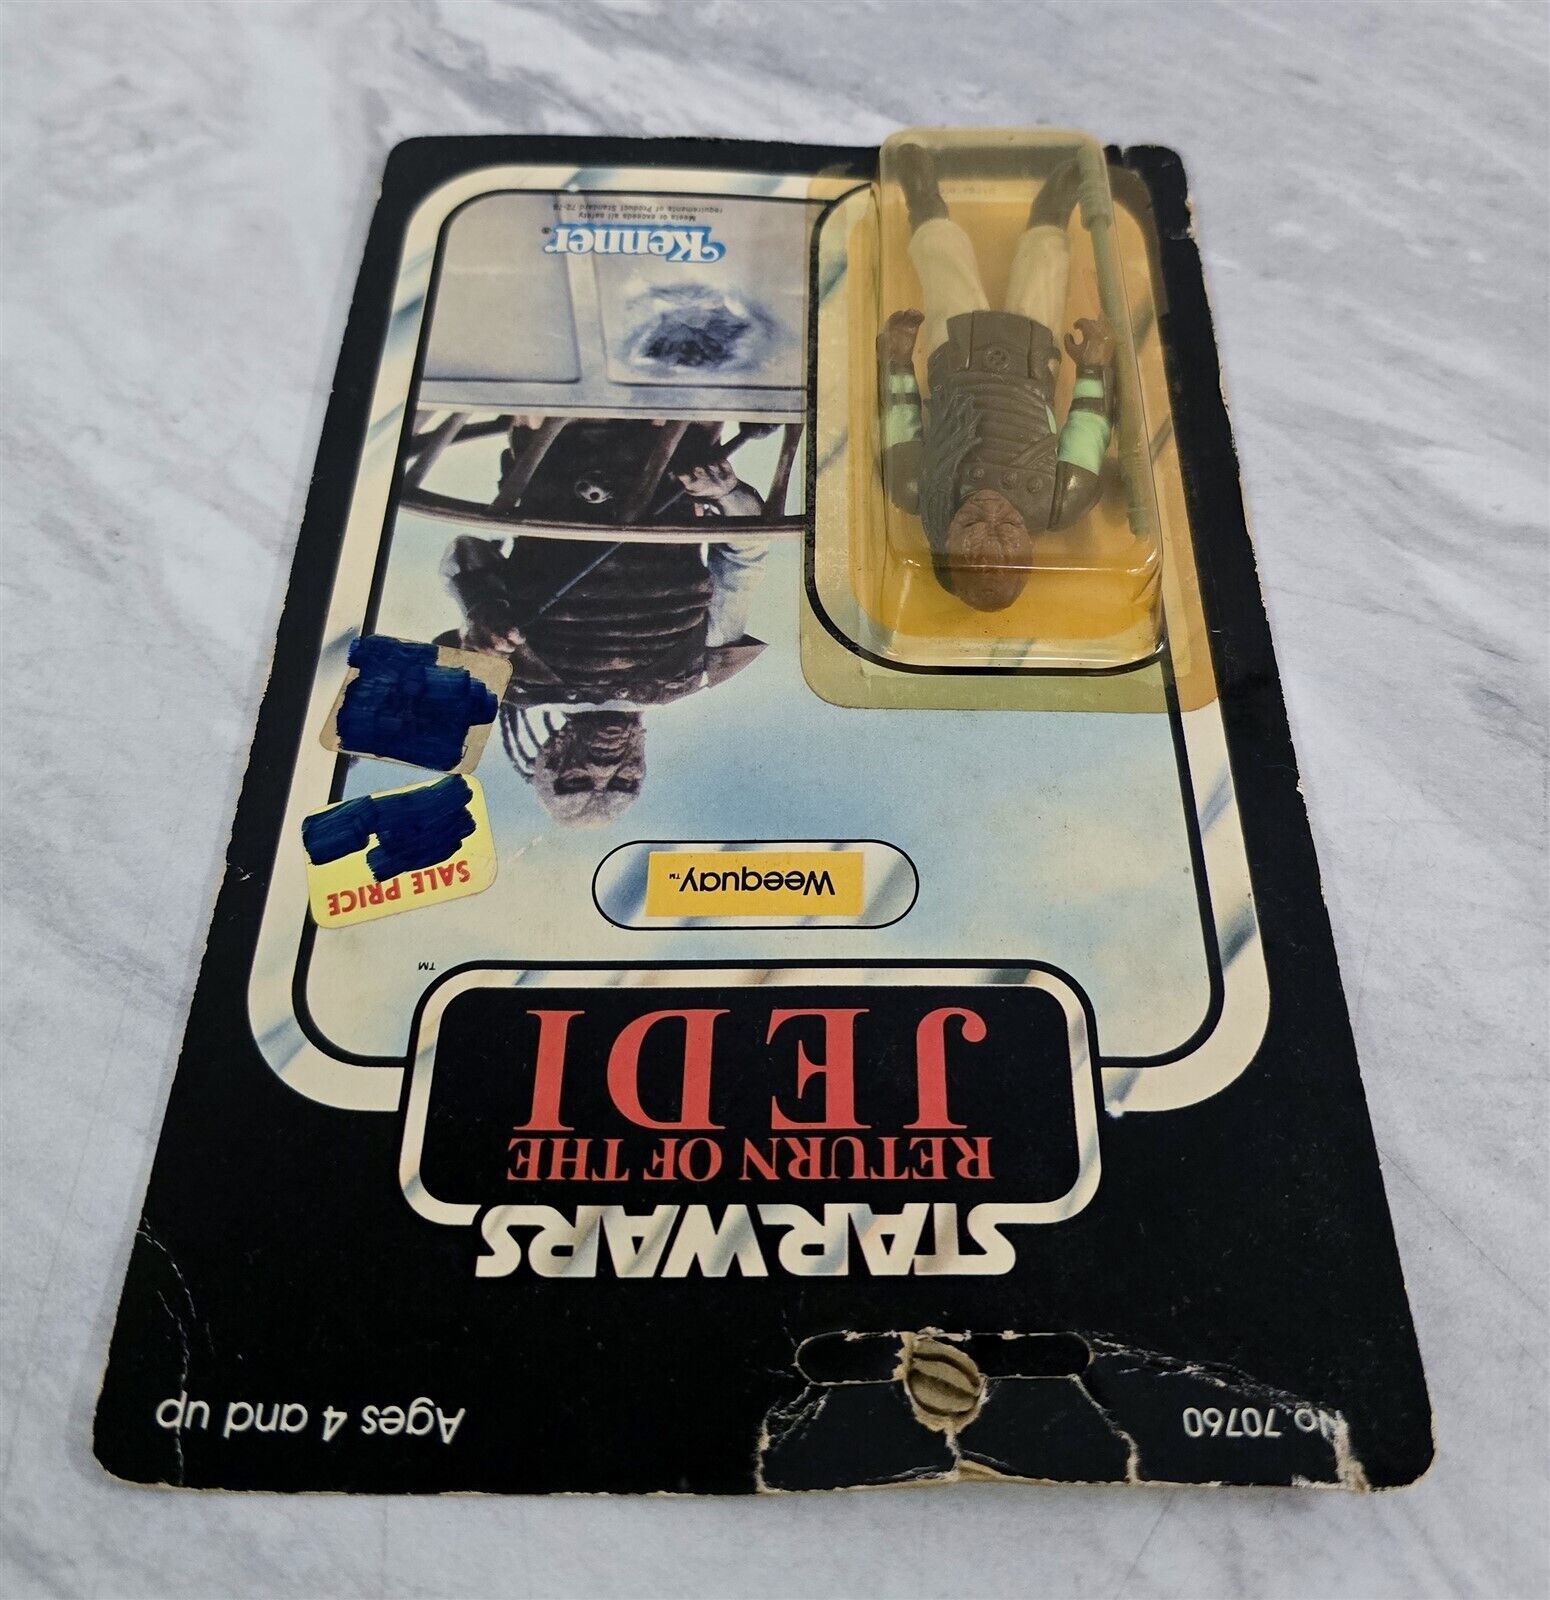 No. 70760
Ages 4 and up
STAR WARS
RETURN OF THE
JEDI
TM
Weequay™
SALE PRICE
Kenner®
Meets or exceeds all safety
requirements of Product Standard 72-76